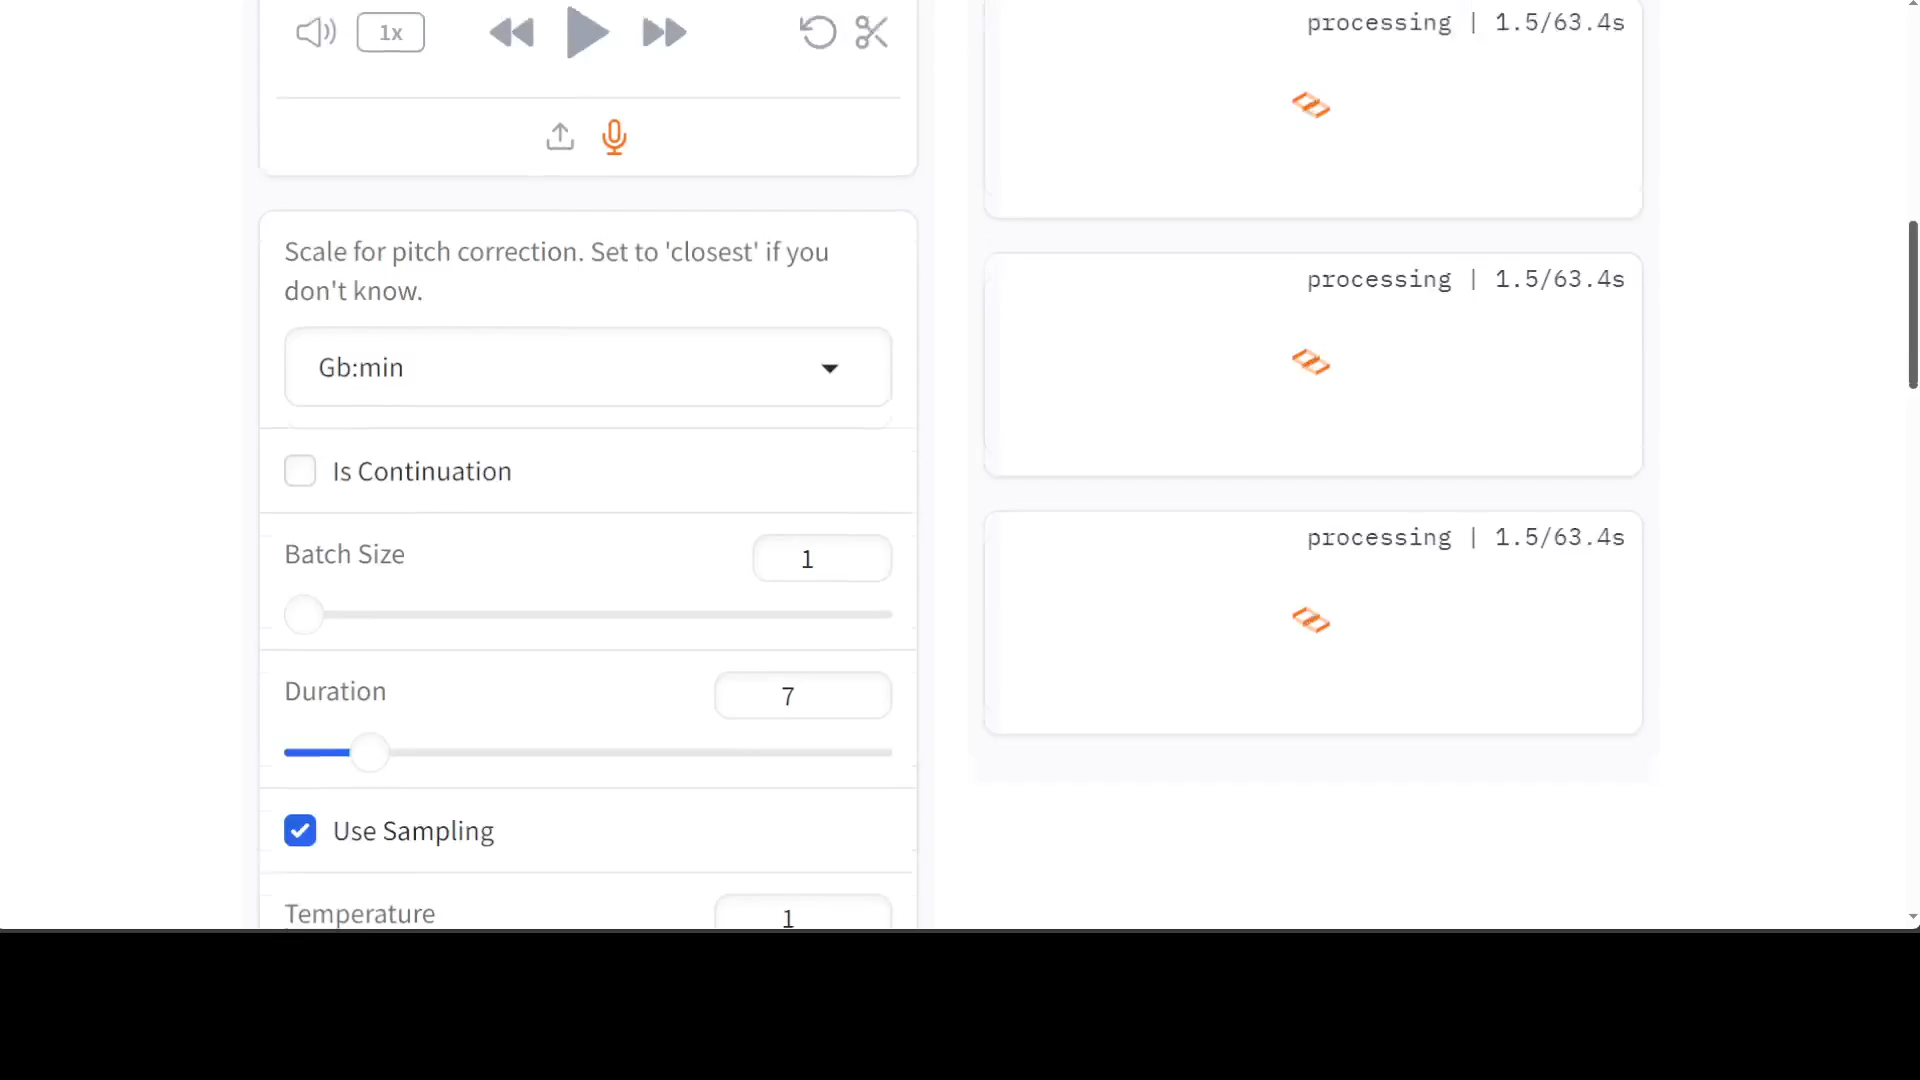 1x
Scale for pitch correction. Set to 'closest' if you
don't know.
Gb:min
Is Continuation
Batch Size
1
Duration
7
Use Sampling
Temperature
1
processing | 1.5/63.4s
processing | 1.5/63.4s
processing | 1.5/63.4s